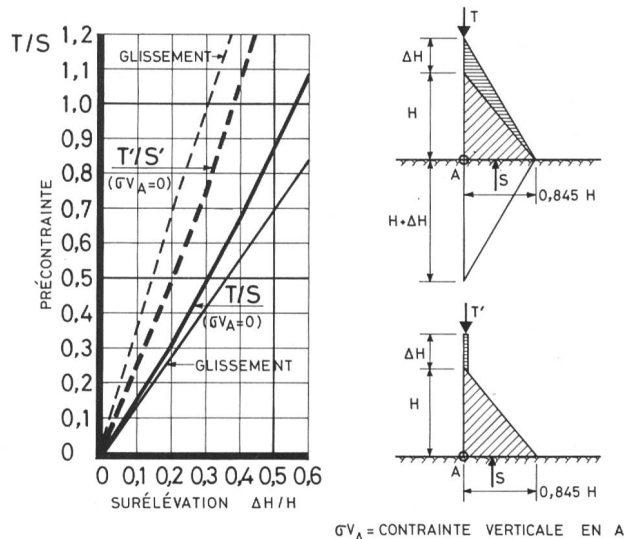 T/S
1,2
1,1
1,0
0,9
0,8
0,7
0,6
0,5
0,4
0,3
0,2
0,1
0
PRÉCONTRAINTE
GLISSEMENT
T'/S'
(σV_A=0)
T/S
(σV_A=0)
GLISSEMENT
0 0,1 0,2 0,3 0,4 0,5 0,6
SURÉLÉVATION ΔH/H
T
ΔH
H
A
S
0,845 H
H+ΔH
T'
ΔH
H
A
S
0,845 H
σV_A = CONTRAINTE VERTICALE EN A